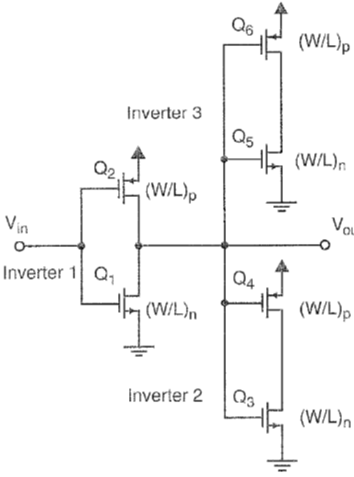 Q6
(W/L)p
Inverter 3
Q5
(W/L)n
Q2
(W/L)p
Vin
Vou
Inverter 1
Q1
(W/L)n
Q4
(W/L)p
Inverter 2
Q3
(W/L)n